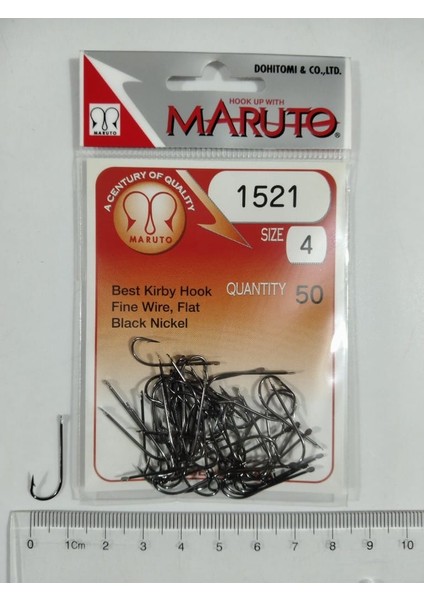 DOHITOMI & CO.,LTD.
HOOK UP WITH
MARUTO®
MARUTO
A CENTURY OF QUALITY
MARUTO
1521
SIZE 4
QUANTITY 50
Best Kirby Hook
Fine Wire, Flat
Black Nickel
0 1Cm 2 3 4 5 6 7 8 9 10